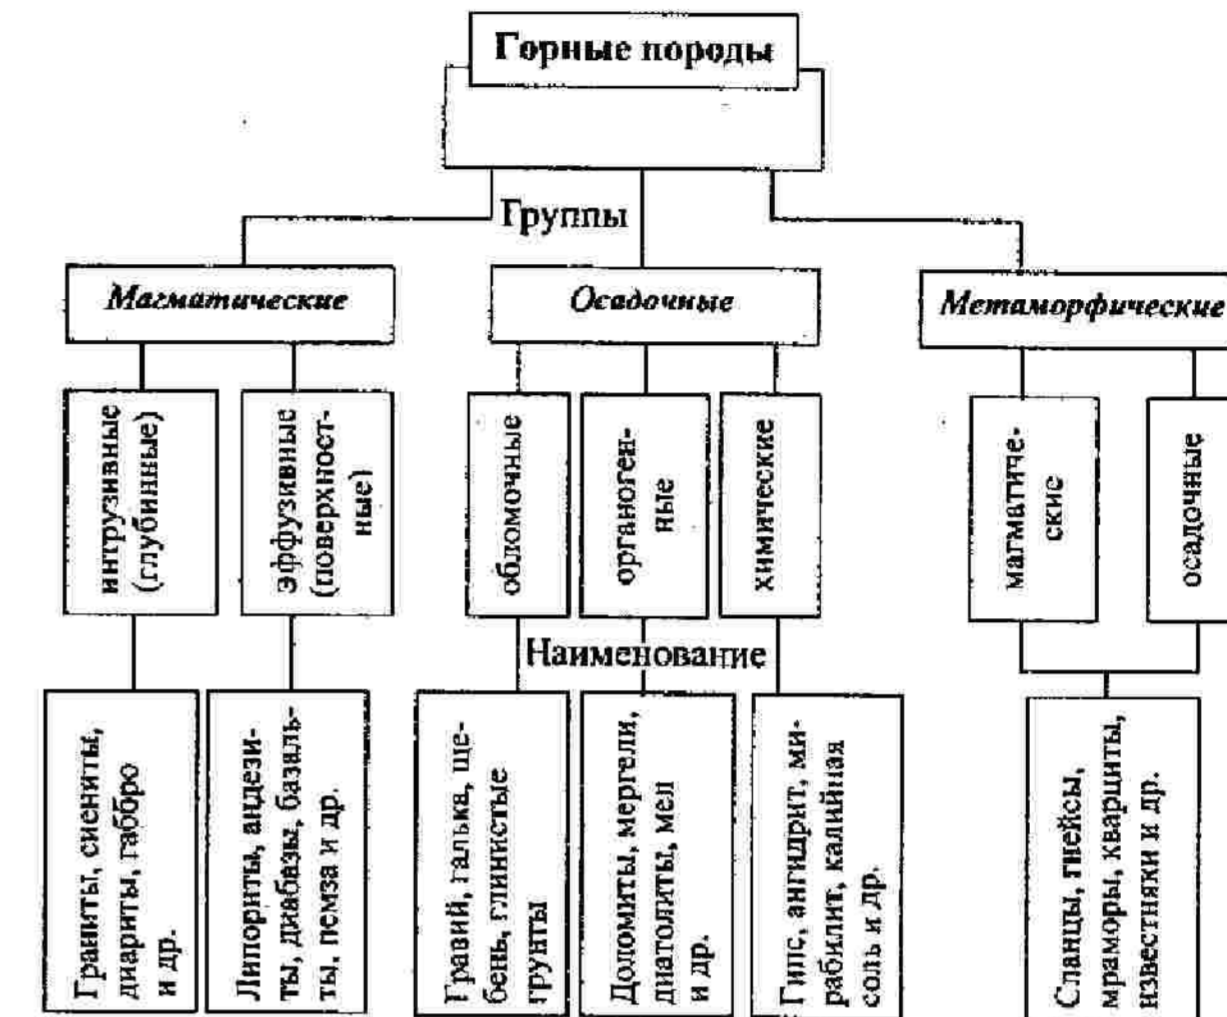 Горные породы
Группы
Магматические
Осадочные
Метаморфические
интрузивные
(глубинные)
эффузивные
(поверхност-
ные)
обломочные
органоген-
ные
химические
магматиче-
ские
осадочные
Наименование
Граниты, сиениты,
диариты, габбро
и др.
Липориты, андези-
ты, диабазы, базаль-
ты, пемза и др.
Гравий, галька, ще-
бень, глинистые
грунты
Доломиты, мергели,
диатолиты, мел
и др.
Гипс, ангидрит, ми-
рабилит, калийная
соль и др.
Сланцы, гнейсы,
мраморы, кварциты,
известняки и др.